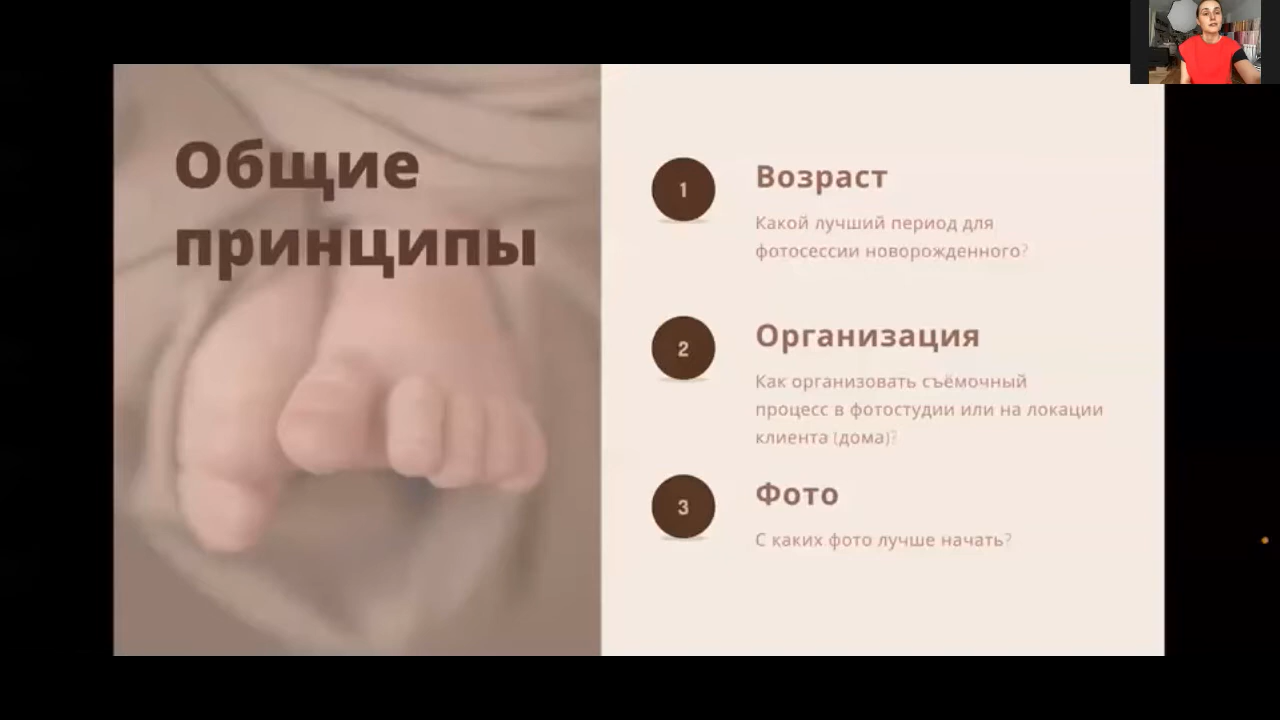 Общие
принципы
1
Возраст
Какой лучший период для
фотосессии новорожденного?
2
Организация
Как организовать съёмочный
процесс в фотостудии или на локации
клиента (дома)?
3
Фото
С каких фото лучше начать?